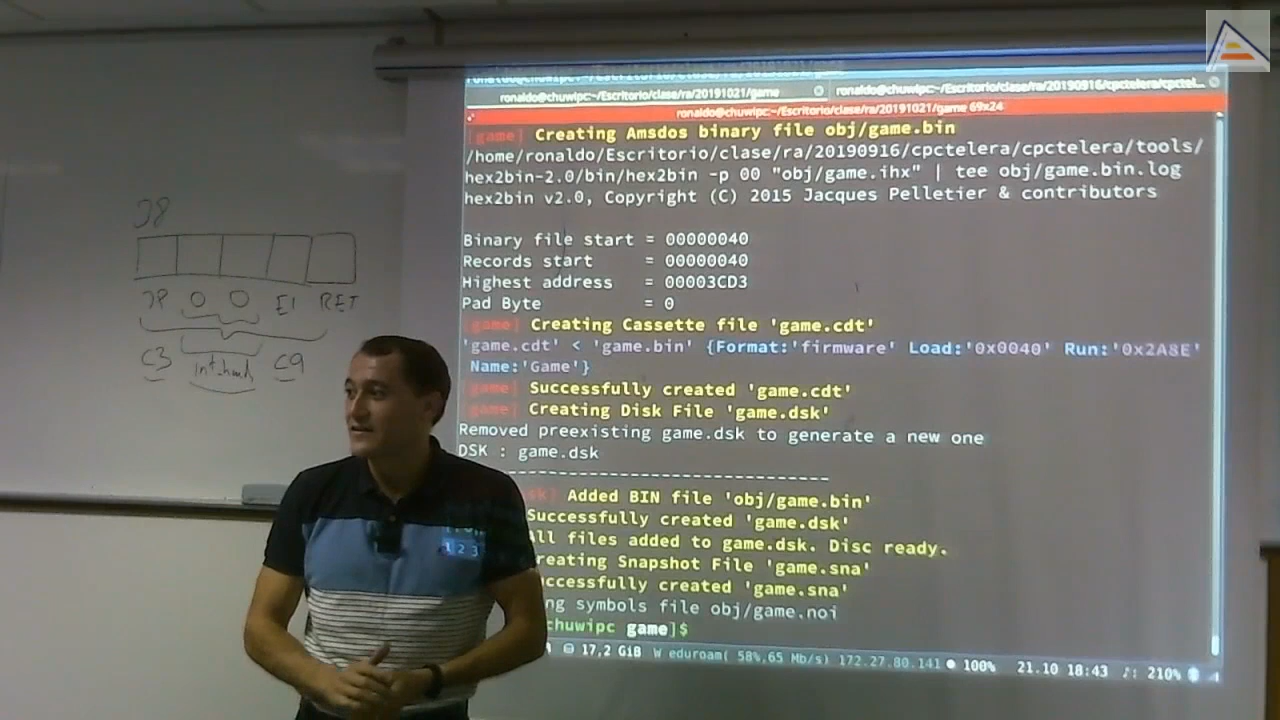 JP
JP 0 0 EI RET
C3 int_hand C9
ronaldo@chuwipc:~/Escritorio/clase/ra/20191021/game
ronaldo@chuwipc:~/Escritorio/clase/ra/20190916/cpctelera/cpctel...
ronaldo@chuwipc:~/Escritorio/clase/ra/20191021/game 69x24
[game] Creating Amsdos binary file obj/game.bin
/home/ronaldo/Escritorio/clase/ra/20190916/cpctelera/cpctelera/tools/
hex2bin-2.0/bin/hex2bin -p 00 "obj/game.ihx" | tee obj/game.bin.log
hex2bin v2.0, Copyright (C) 2015 Jacques Pelletier & contributors
Binary file start = 00000040
Records start = 00000040
Highest address = 00003CD3
Pad Byte = 0
[game] Creating Cassette file 'game.cdt'
'game.cdt' < 'game.bin' {Format:'firmware' Load:'0x0040' Run:'0x2A8E'
Name:'Game'}
[game] Successfully created 'game.cdt'
[game] Creating Disk File 'game.dsk'
Removed preexisting game.dsk to generate a new one
DSK : game.dsk
--------------------------------
sk] Added BIN file 'obj/game.bin'
Successfully created 'game.dsk'
All files added to game.dsk. Disc ready.
reating Snapshot File 'game.sna'
uccessfully created 'game.sna'
ng symbols file obj/game.noi
chuwipc game]$
17,2 GiB W eduroam( 58%,65 Mb/s) 172.27.80.141 100% 21.10 18:43 ♪: 210%